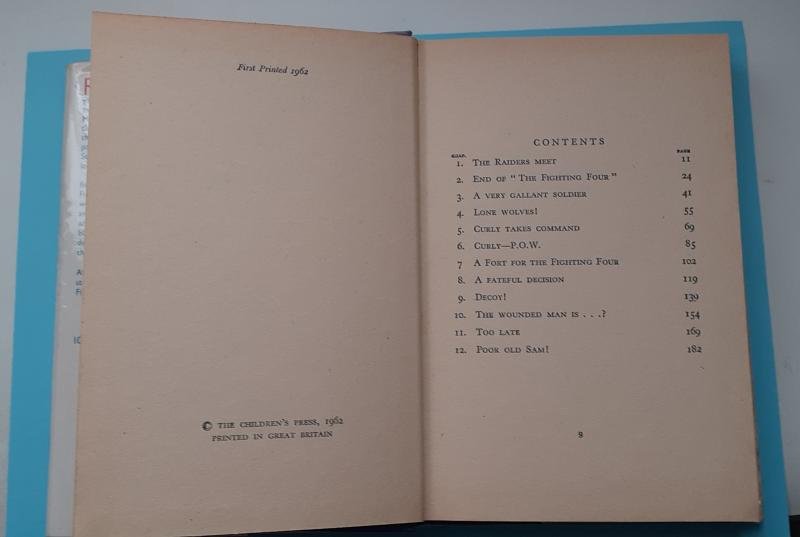 First Printed 1962
© THE CHILDREN'S PRESS, 1962
PRINTED IN GREAT BRITAIN
CONTENTS
CHAP. PAGE
1. THE RAIDERS MEET 11
2. END OF "THE FIGHTING FOUR" 24
3. A VERY GALLANT SOLDIER 41
4. LONE WOLVES! 55
5. CURLY TAKES COMMAND 69
6. CURLY—P.O.W. 85
7 A FORT FOR THE FIGHTING FOUR 102
8. A FATEFUL DECISION 119
9. DECOY! 139
10. THE WOUNDED MAN IS . . .? 154
11. TOO LATE 169
12. POOR OLD SAM! 182